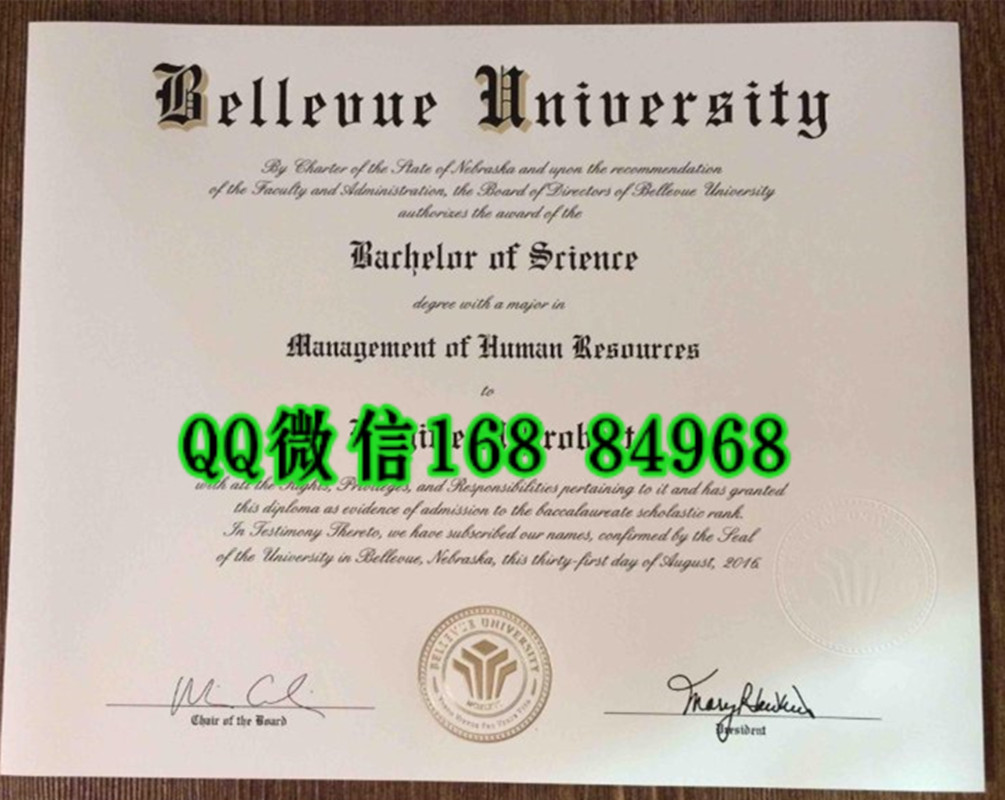 Bellevue University
By Charter of the State of Nebraska and upon the recommendation
of the Faculty and Administration, the Board of Directors of Bellevue University
authorizes the award of the
Bachelor of Science
degree with a major in
Management of Human Resources
to
QQ微信168 84968
with all the Rights, Privileges, and Responsibilities pertaining to it and has granted
this diploma as evidence of admission to the baccalaureate scholastic rank.
In Testimony Thereto, we have subscribed our names, confirmed by the Seal
of the University in Bellevue, Nebraska, this thirty-first day of August, 2016.
BELLEVUE UNIVERSITY
Chair of the Board
President